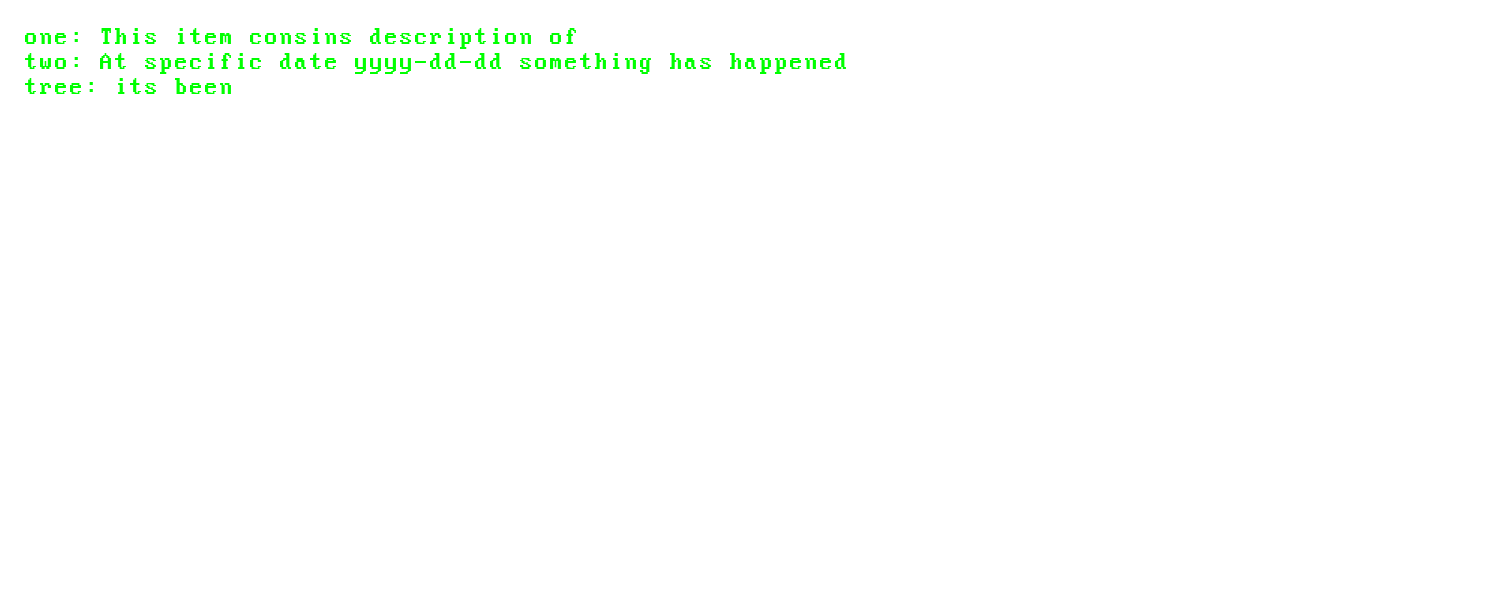 one: This item consins description of
two: At specific date yyyy-dd-dd something has happened
tree: its been